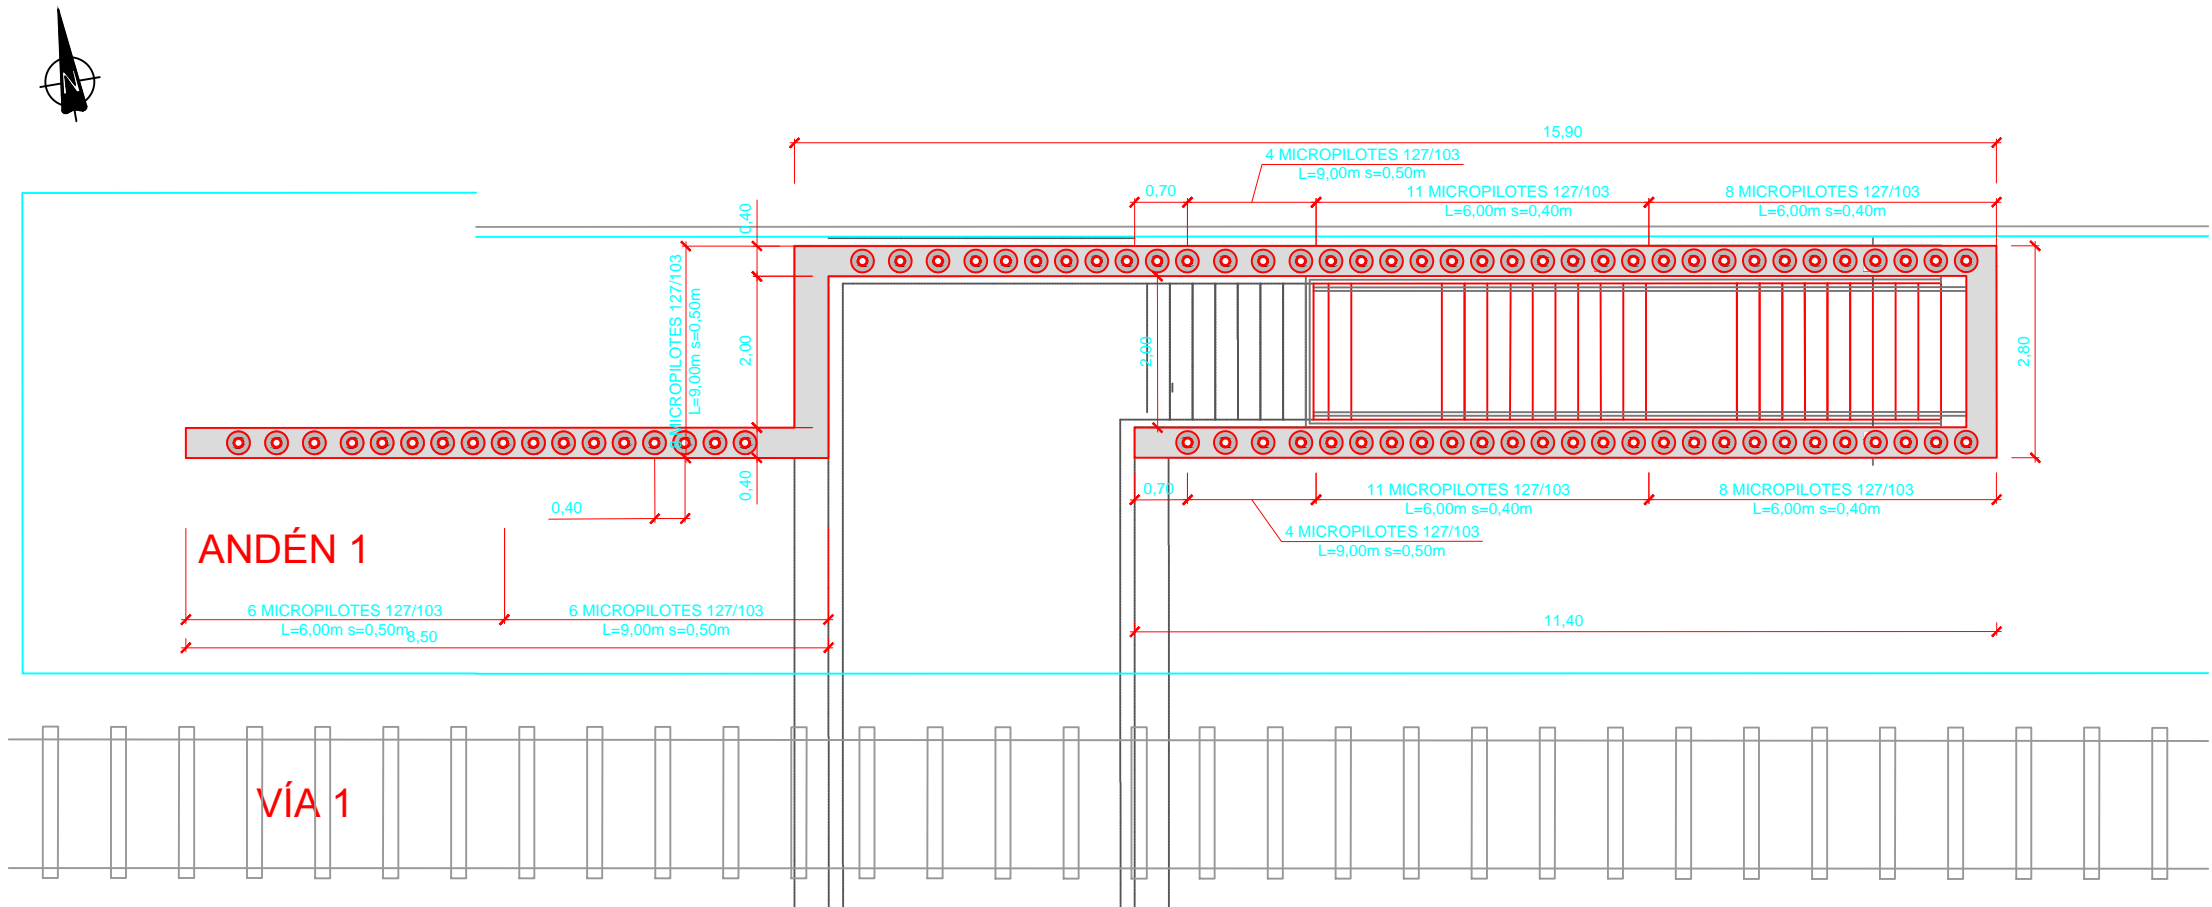 N
15,90
4 MICROPILOTES 127/103
L=9,00m s=0,50m
0,70
11 MICROPILOTES 127/103
L=6,00m s=0,40m
8 MICROPILOTES 127/103
L=6,00m s=0,40m
0,40
MICROPILOTES 127/103
L=9,00m s=0,50m
2,00
2,00
2,80
0,40
0,40
0,70
11 MICROPILOTES 127/103
L=6,00m s=0,40m
8 MICROPILOTES 127/103
L=6,00m s=0,40m
4 MICROPILOTES 127/103
L=9,00m s=0,50m
ANDÉN 1
6 MICROPILOTES 127/103
L=6,00m s=0,50m
6 MICROPILOTES 127/103
L=9,00m s=0,50m
8,50
11,40
VÍA 1